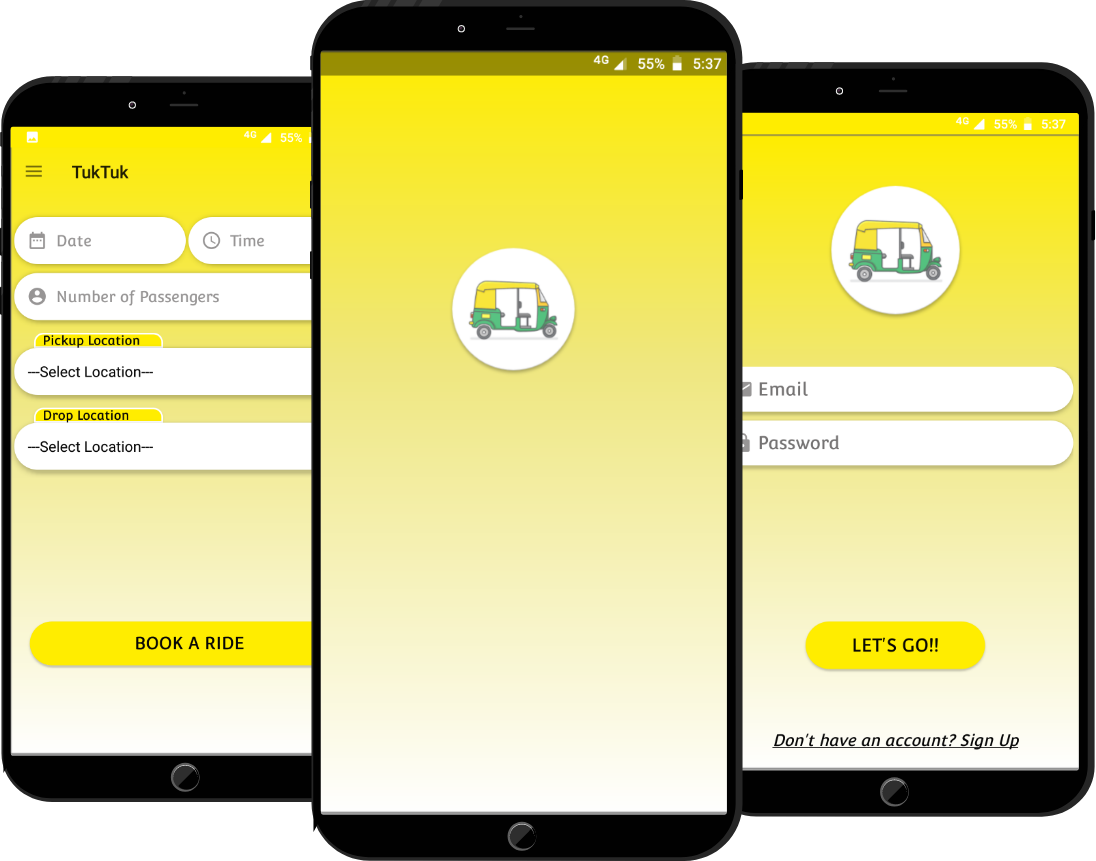 4G 55%
TukTuk
Date Time
Number of Passengers
Pickup Location
---Select Location---
Drop Location
---Select Location---
BOOK A RIDE
4G 55% 5:37
4G 55% 5:37
Email
Password
LET'S GO!!
Don't have an account? Sign Up